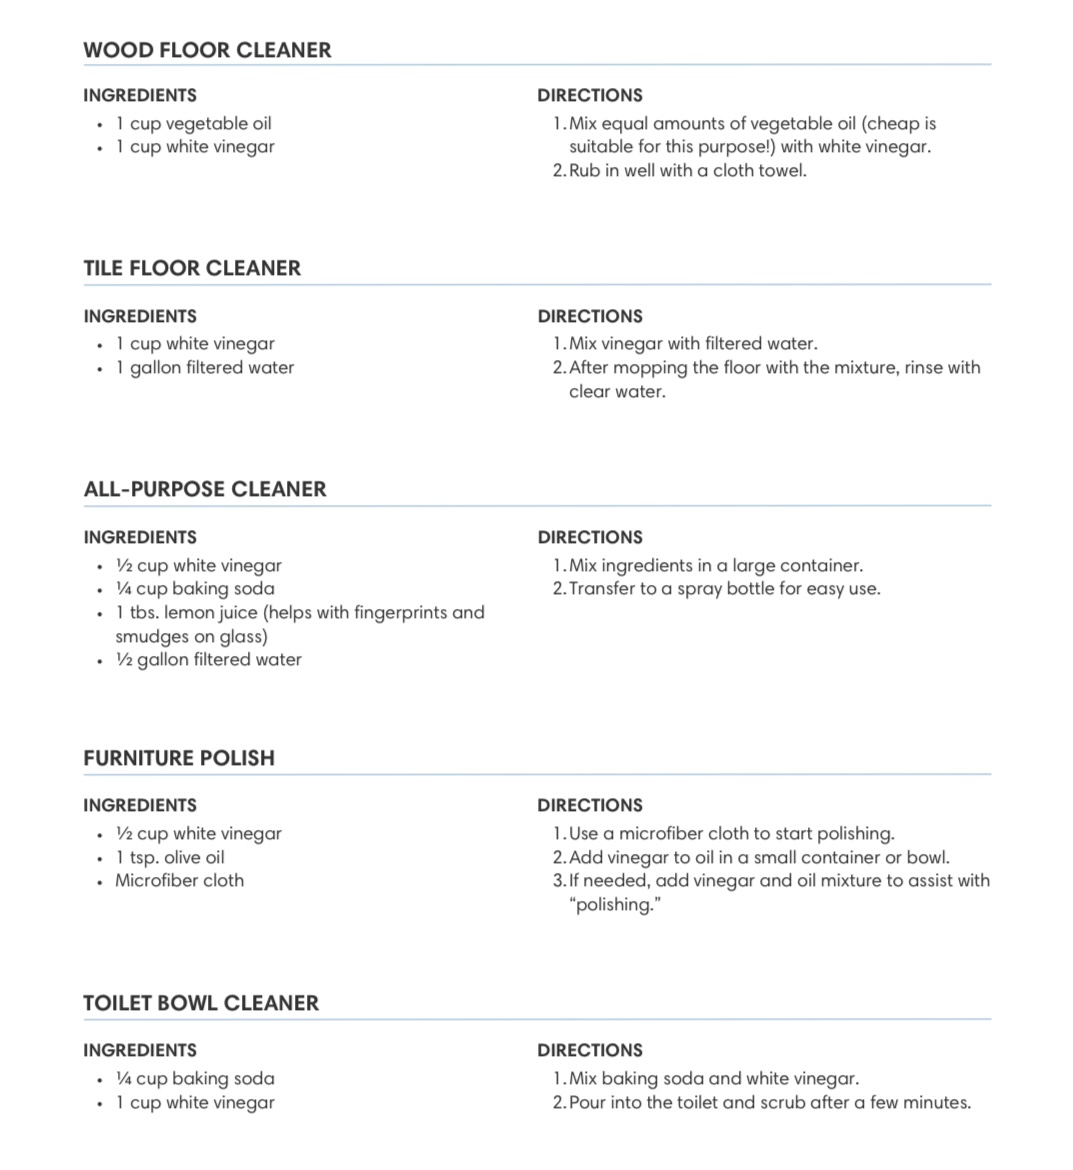 WOOD FLOOR CLEANER
INGREDIENTS
• 1 cup vegetable oil
• 1 cup white vinegar
DIRECTIONS
1. Mix equal amounts of vegetable oil (cheap is
suitable for this purpose!) with white vinegar.
2. Rub in well with a cloth towel.
TILE FLOOR CLEANER
INGREDIENTS
• 1 cup white vinegar
• 1 gallon filtered water
DIRECTIONS
1. Mix vinegar with filtered water.
2. After mopping the floor with the mixture, rinse with
clear water.
ALL-PURPOSE CLEANER
INGREDIENTS
• ½ cup white vinegar
• ¼ cup baking soda
• 1 tbs. lemon juice (helps with fingerprints and
smudges on glass)
• ½ gallon filtered water
DIRECTIONS
1. Mix ingredients in a large container.
2. Transfer to a spray bottle for easy use.
FURNITURE POLISH
INGREDIENTS
• ½ cup white vinegar
• 1 tsp. olive oil
• Microfiber cloth
DIRECTIONS
1. Use a microfiber cloth to start polishing.
2. Add vinegar to oil in a small container or bowl.
3. If needed, add vinegar and oil mixture to assist with
“polishing.”
TOILET BOWL CLEANER
INGREDIENTS
• ¼ cup baking soda
• 1 cup white vinegar
DIRECTIONS
1. Mix baking soda and white vinegar.
2. Pour into the toilet and scrub after a few minutes.